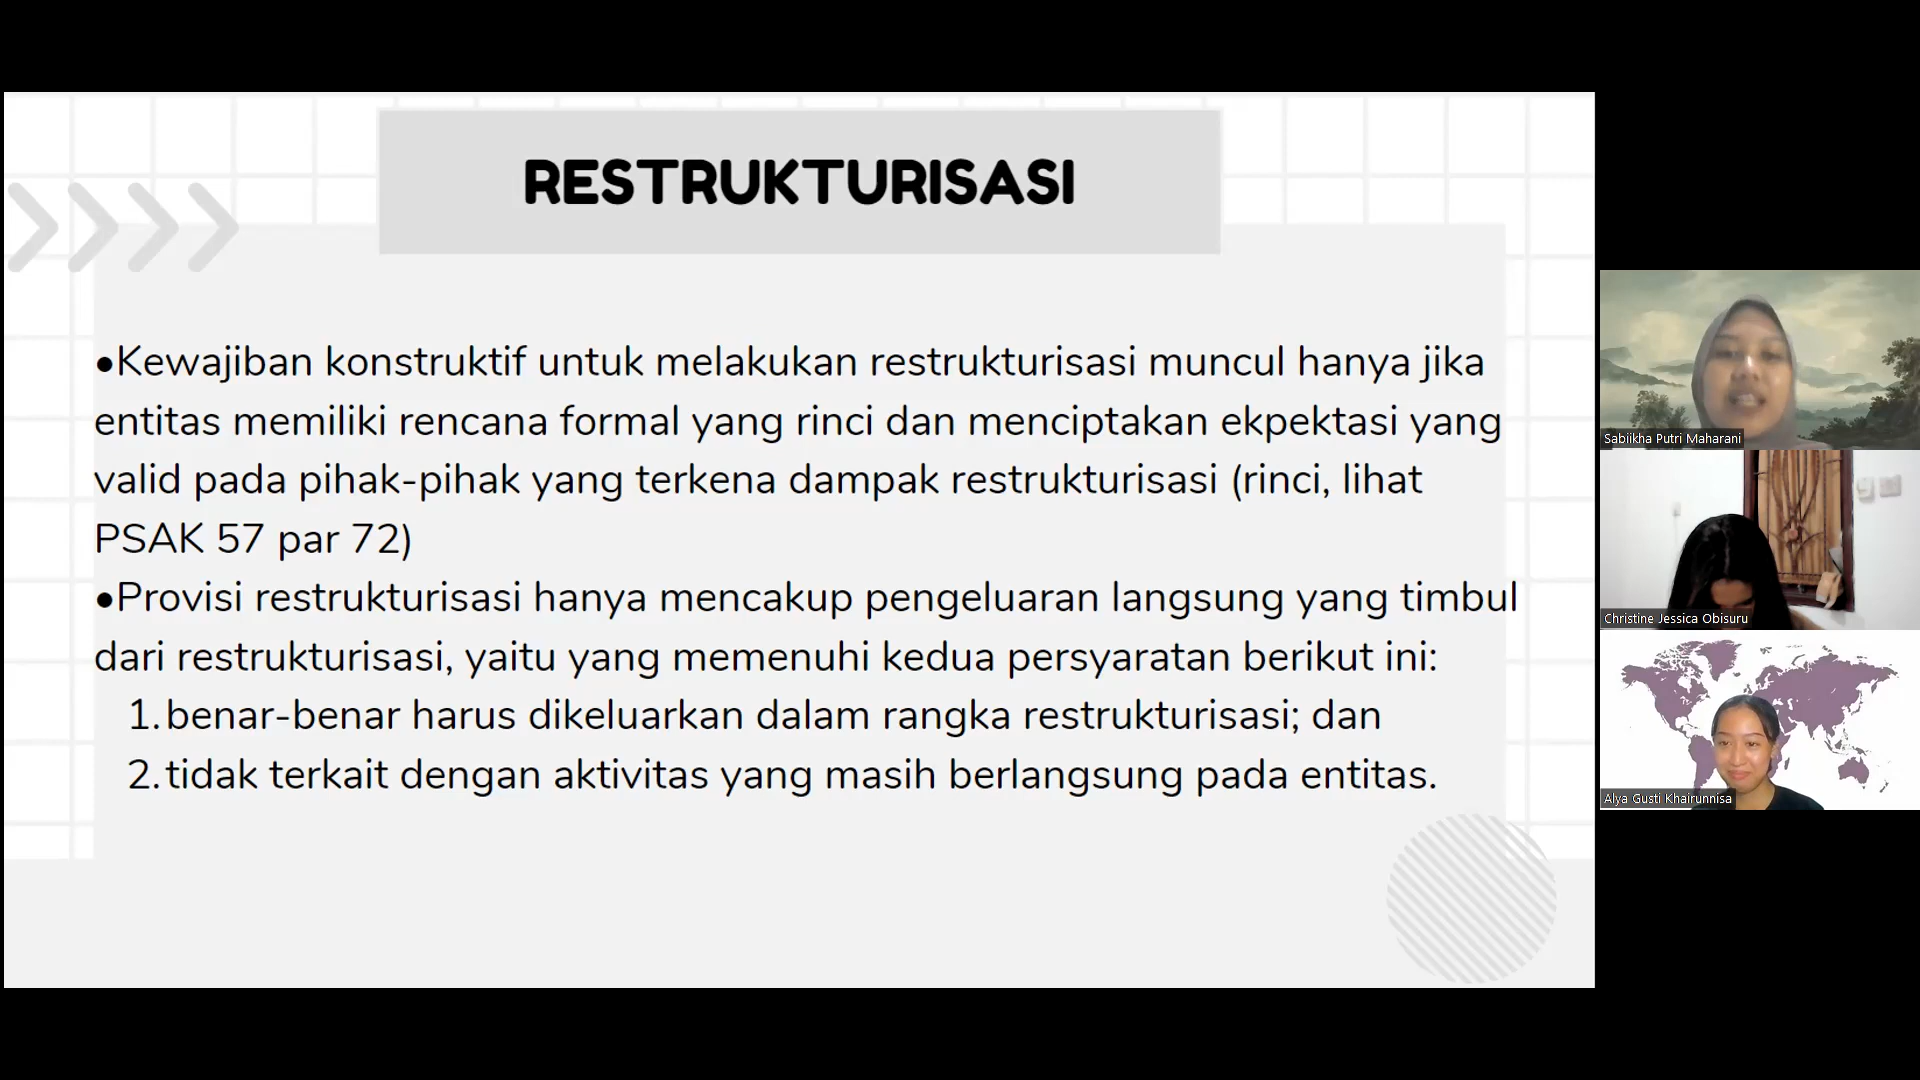 RESTRUKTURISASI
•Kewajiban konstruktif untuk melakukan restrukturisasi muncul hanya jika
entitas memiliki rencana formal yang rinci dan menciptakan ekpektasi yang
valid pada pihak-pihak yang terkena dampak restrukturisasi (rinci, lihat
PSAK 57 par 72)
•Provisi restrukturisasi hanya mencakup pengeluaran langsung yang timbul
dari restrukturisasi, yaitu yang memenuhi kedua persyaratan berikut ini:
1. benar-benar harus dikeluarkan dalam rangka restrukturisasi; dan
2. tidak terkait dengan aktivitas yang masih berlangsung pada entitas.
Sabiikha Putri Maharani
Christine Jessica Obisuru
Alya Gusti Khairunnisa